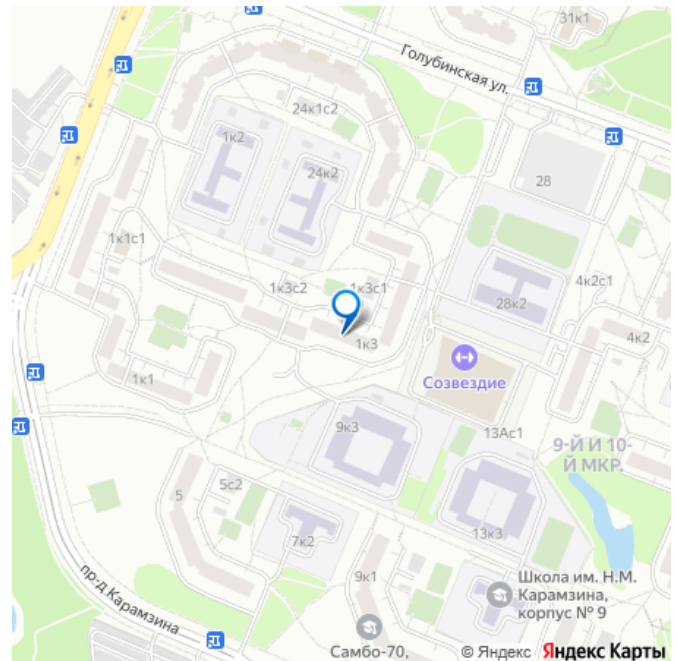 31к1
Голубинская ул.
24к1с2
1к2
24к2
28
1к1с1
1к3с2
1к3с1
4к2с1
28к2
1к3
4к2
Созвездие
1к1
9к3
13Ас1
9-Й И 10-
Й МКР.
5
5с2
7к2
13к3
пр-д Карамзина
9к1
Школа им. Н.М.
Карамзина,
корпус № 9
Самбо-70,
© Яндекс Яндекс Карты